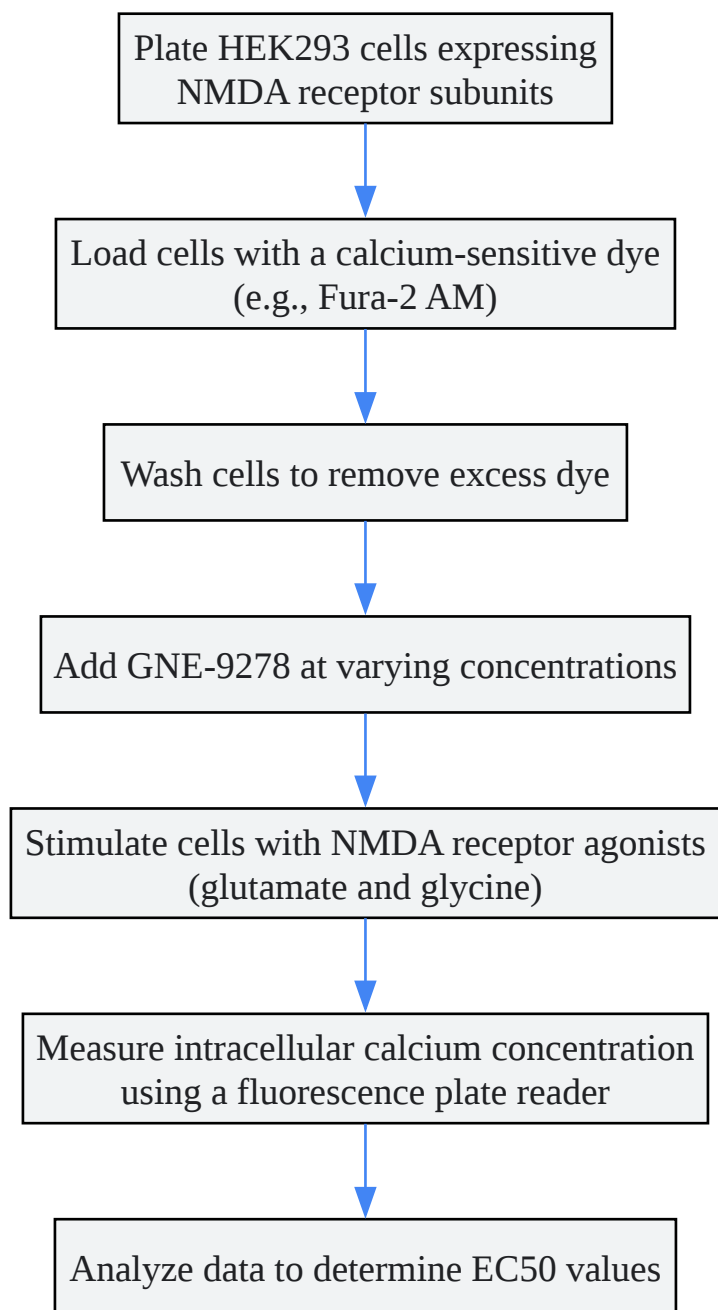 Plate HEK293 cells expressing
NMDA receptor subunits
Load cells with a calcium-sensitive dye
(e.g., Fura-2 AM)
Wash cells to remove excess dye
Add GNE-9278 at varying concentrations
Stimulate cells with NMDA receptor agonists
(glutamate and glycine)
Measure intracellular calcium concentration
using a fluorescence plate reader
Analyze data to determine EC50 values